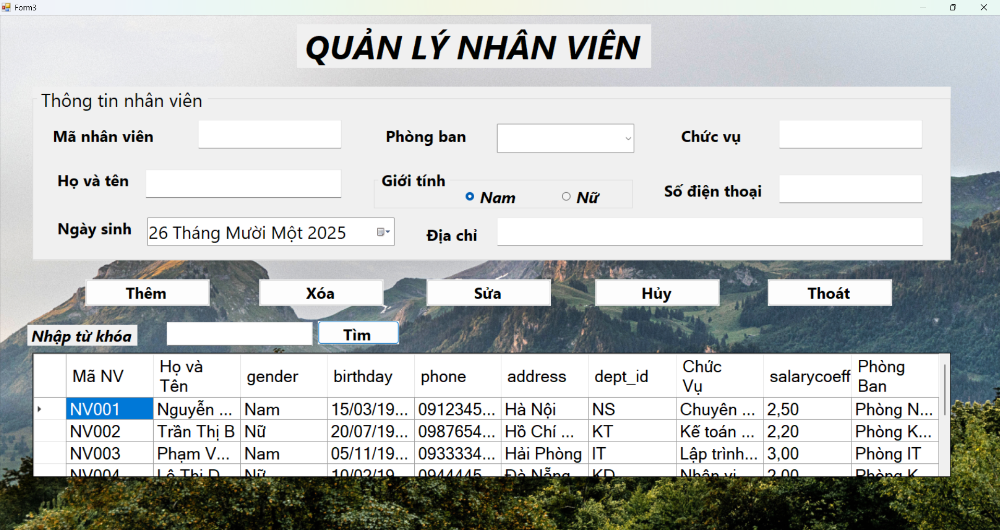 Form3
QUẢN LÝ NHÂN VIÊN
Thông tin nhân viên
Mã nhân viên
Phòng ban
Chức vụ
Họ và tên
Giới tính
Nam
Nữ
Số điện thoại
Ngày sinh
26 Tháng Mười Một 2025
Địa chỉ
Thêm
Xóa
Sửa
Hủy
Thoát
Nhập từ khóa
Tìm
Mã NV Họ và Tên gender birthday phone address dept_id Chức Vụ salarycoeff Phòng Ban
NV001 Nguyễn ... Nam 15/03/19... 0912345... Hà Nội NS Chuyên ... 2,50 Phòng N...
NV002 Trần Thị B Nữ 20/07/19... 0987654... Hồ Chí ... KT Kế toán ... 2,20 Phòng K...
NV003 Phạm V... Nam 05/11/19... 0933334... Hải Phòng IT Lập trình... 3,00 Phòng IT
NV004 Lê Thị D Nữ 10/02/19... 0944445... Đà Nẵng KD Nhân vi... 2,00 Phòng K...